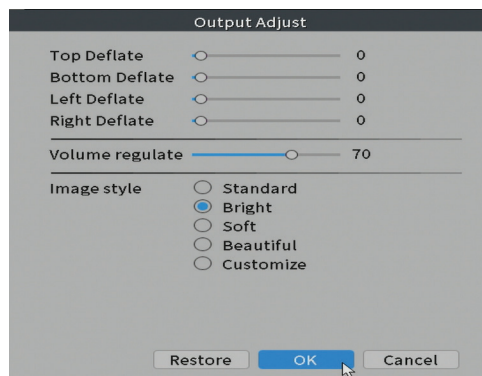 Output Adjust
Top Deflate 0
Bottom Deflate 0
Left Deflate 0
Right Deflate 0
Volume regulate 70
Image style Standard
Bright
Soft
Beautiful
Customize
Restore OK Cancel